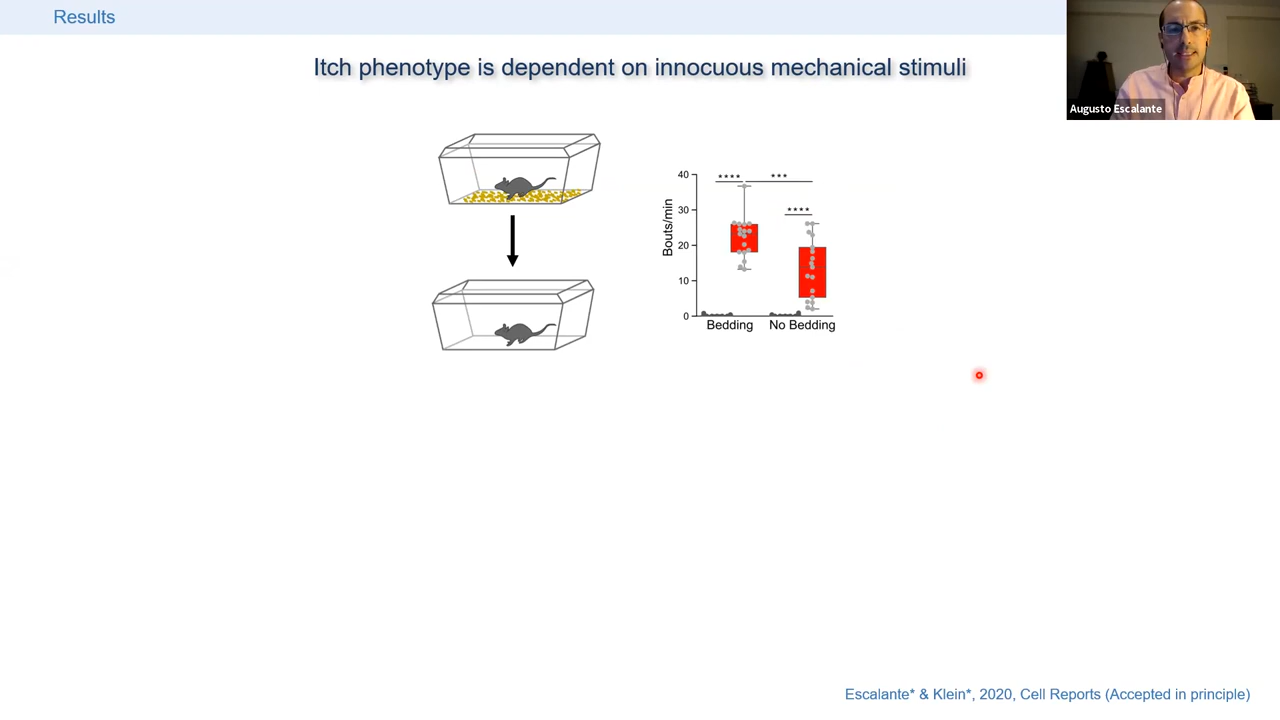 Results
Itch phenotype is dependent on innocuous mechanical stimuli
Augusto Escalante
****
***
****
40
30
20
10
0
Bouts/min
Bedding
No Bedding
Escalante* & Klein*, 2020, Cell Reports (Accepted in principle)